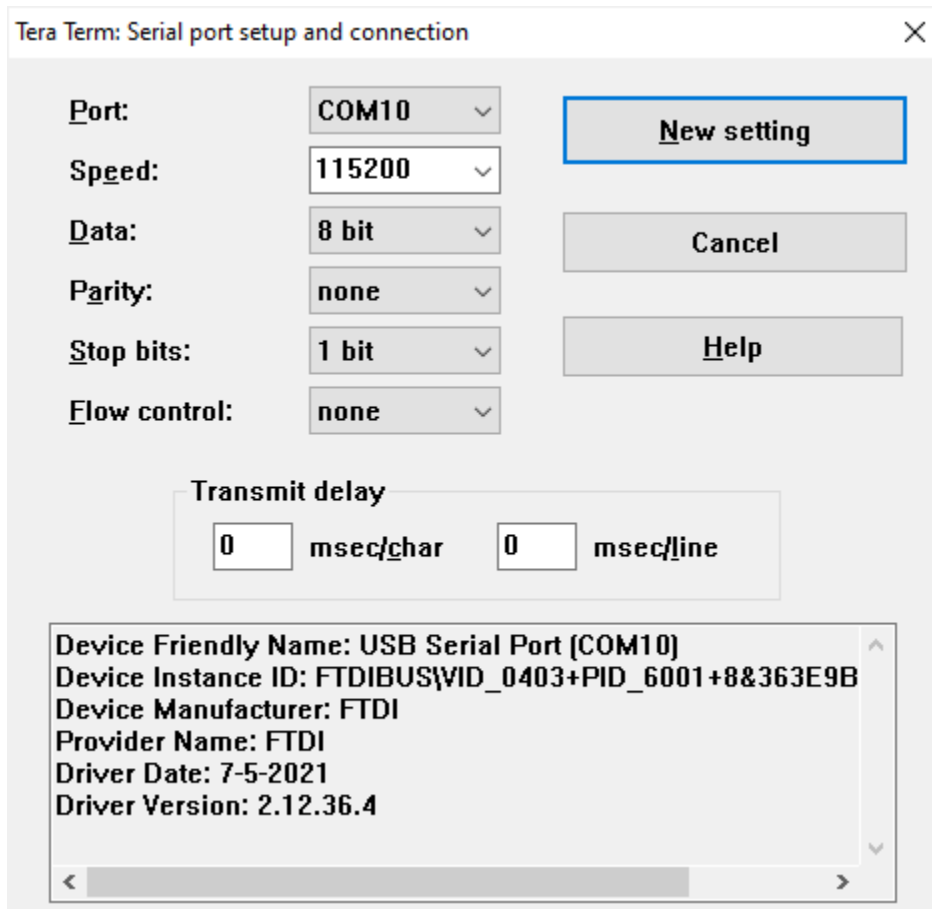 Tera Term: Serial port setup and connection
Port: COM10
New setting
Speed: 115200
Data: 8 bit
Cancel
Parity: none
Stop bits: 1 bit
Help
Flow control: none
Transmit delay
0 msec/char 0 msec/line
Device Friendly Name: USB Serial Port (COM10)
Device Instance ID: FTDIBUS\VID_0403+PID_6001+8&363E9B
Device Manufacturer: FTDI
Provider Name: FTDI
Driver Date: 7-5-2021
Driver Version: 2.12.36.4